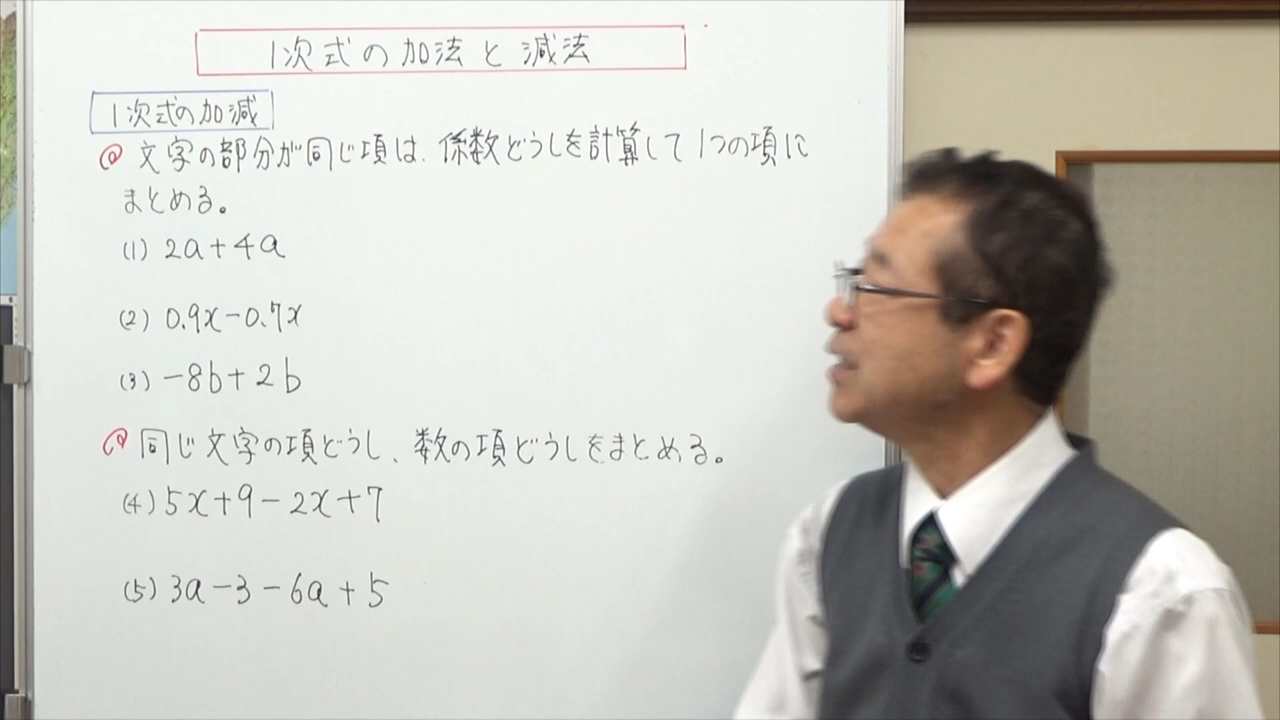 1次式の加法と減法
1次式の加減
@ 文字の部分が同じ項は、係数どうしを計算して1つの項に
まとめる。
(1) 2a+4a
(2) 0.9x-0.7x
(3) -8b+2b
@ 同じ文字の項どうし、数の項どうしをまとめる。
(4) 5x+9-2x+7
(5) 3a-3-6a+5